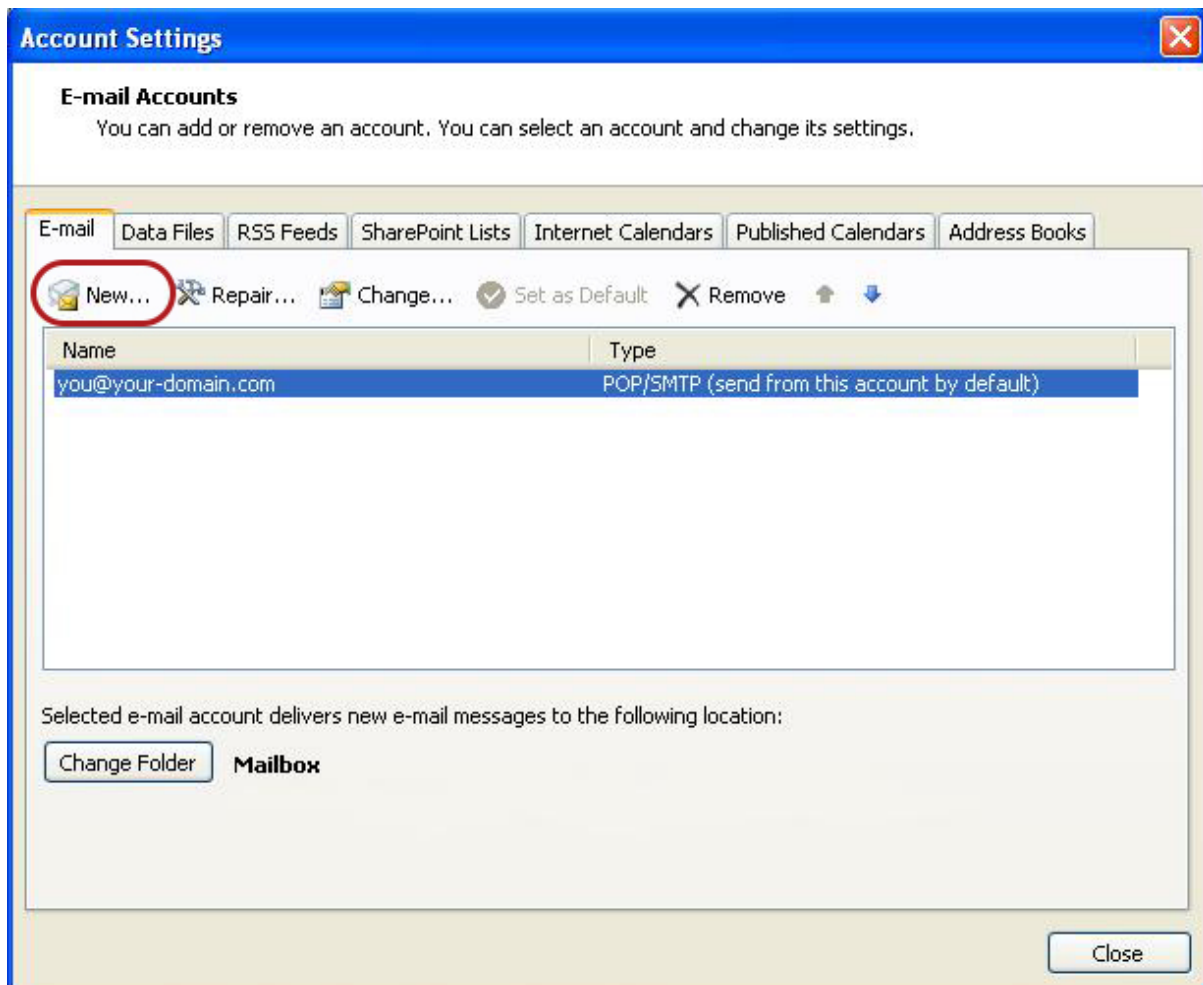 Account Settings
E-mail Accounts
You can add or remove an account. You can select an account and change its settings.
E-mail Data Files RSS Feeds SharePoint Lists Internet Calendars Published Calendars Address Books
New... Repair... Change... Set as Default Remove
Name Type
you@your-domain.com POP/SMTP (send from this account by default)
Selected e-mail account delivers new e-mail messages to the following location:
Change Folder Mailbox
Close